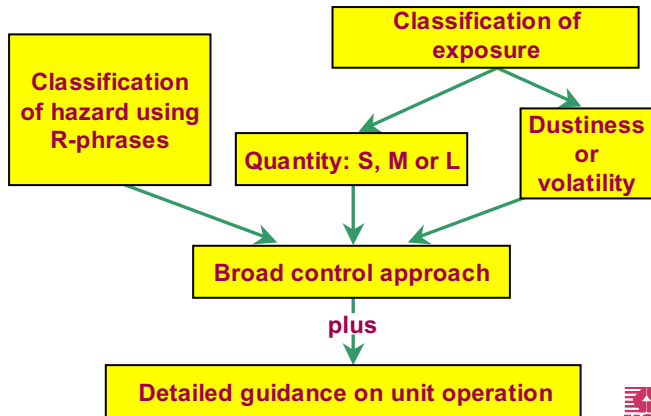 Classification of
exposure
Classification
of hazard using
R-phrases
Quantity: S, M or L
Dustiness
or
volatility
Broad control approach
plus
Detailed guidance on unit operation